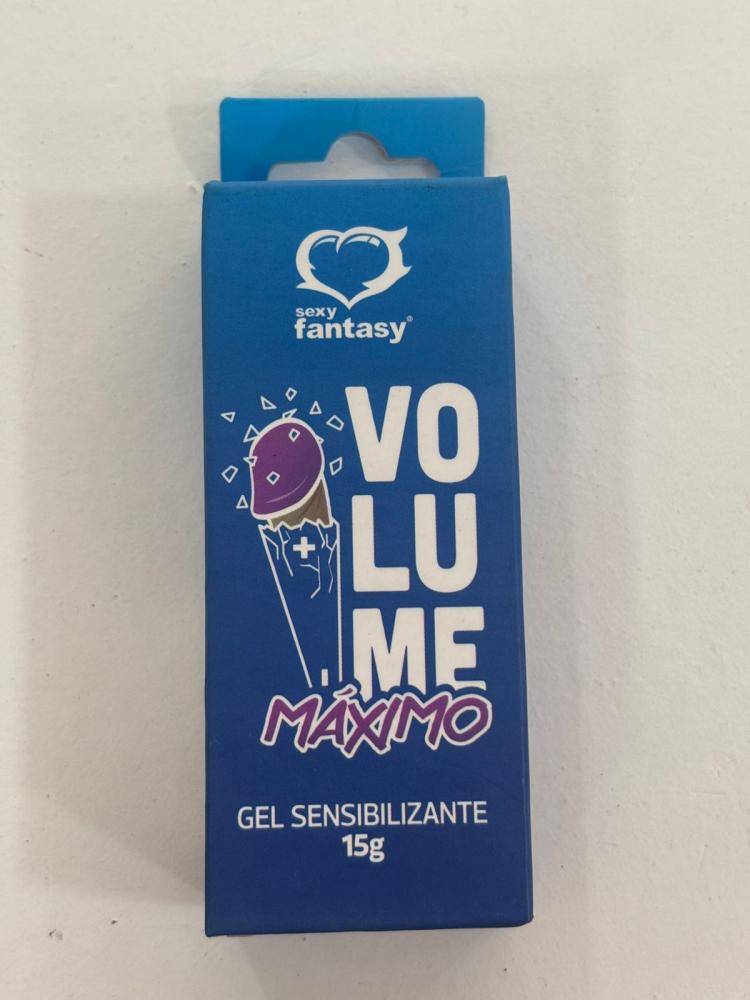 sexy
fantasy®
VO
LU
ME
MÁXIMO
GEL SENSIBILIZANTE
15g